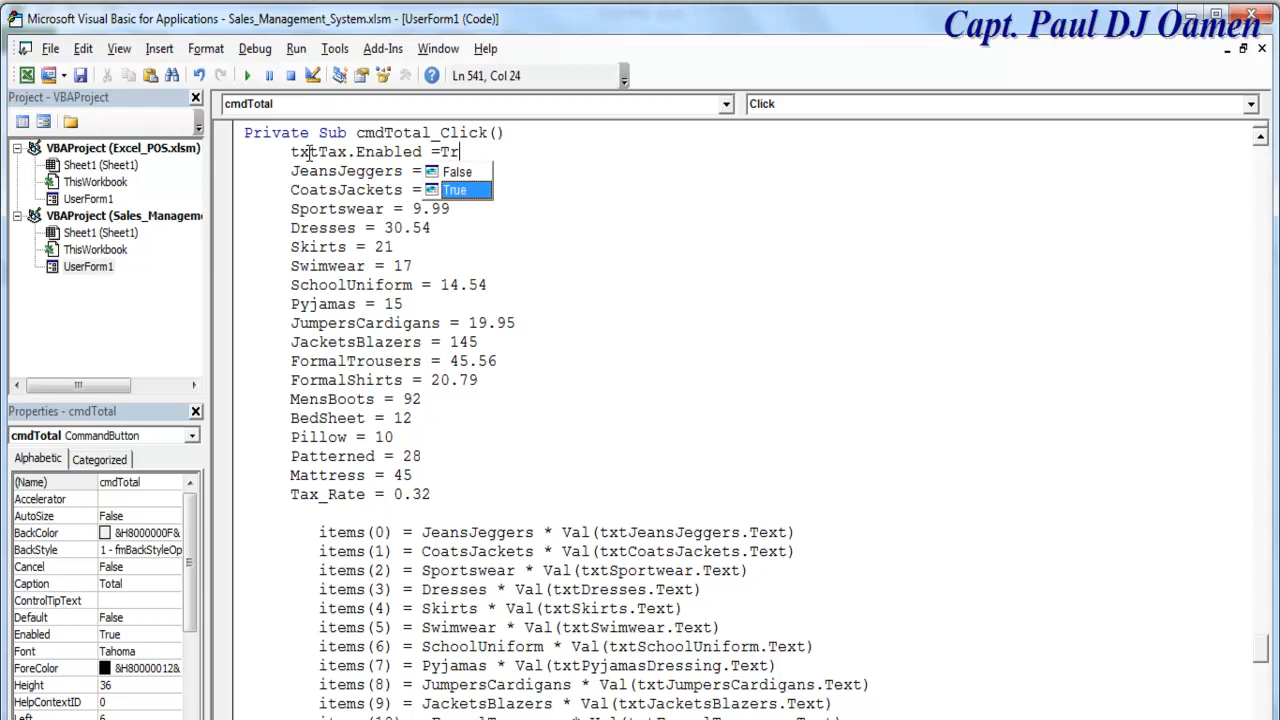 Microsoft Visual Basic for Applications - Sales_Management_System.xlsm - [UserForm1 (Code)]
Capt. Paul DJ Oamen
File Edit View Insert Format Debug Run Tools Add-Ins Window Help
Ln 541, Col 24
Project - VBAProject
cmdTotal
Click
VBAProject (Excel_POS.xlsm)
Sheet1 (Sheet1)
ThisWorkbook
UserForm1
VBAProject (Sales_Manageme
Sheet1 (Sheet1)
ThisWorkbook
UserForm1
Properties - cmdTotal
cmdTotal CommandButton
Alphabetic Categorized
(Name) cmdTotal
Accelerator
AutoSize False
BackColor &H8000000F&
BackStyle 1 - fmBackStyleOp
Cancel False
Caption Total
ControlTipText
Default False
Enabled True
Font Tahoma
ForeColor &H80000012&
Height 36
HelpContextID 0
Left 6
Private Sub cmdTotal_Click()
txtTax.Enabled =Tr
False
True
JeansJeggers =
CoatsJackets =
Sportswear = 9.99
Dresses = 30.54
Skirts = 21
Swimwear = 17
SchoolUniform = 14.54
Pyjamas = 15
JumpersCardigans = 19.95
JacketsBlazers = 145
FormalTrousers = 45.56
FormalShirts = 20.79
MensBoots = 92
BedSheet = 12
Pillow = 10
Patterned = 28
Mattress = 45
Tax_Rate = 0.32
items(0) = JeansJeggers * Val(txtJeansJeggers.Text)
items(1) = CoatsJackets * Val(txtCoatsJackets.Text)
items(2) = Sportswear * Val(txtSportwear.Text)
items(3) = Dresses * Val(txtDresses.Text)
items(4) = Skirts * Val(txtSkirts.Text)
items(5) = Swimwear * Val(txtSwimwear.Text)
items(6) = SchoolUniform * Val(txtSchoolUniform.Text)
items(7) = Pyjamas * Val(txtPyjamasDressing.Text)
items(8) = JumpersCardigans * Val(txtJumpersCardigans.Text)
items(9) = JacketsBlazers * Val(txtJacketsBlazers.Text)